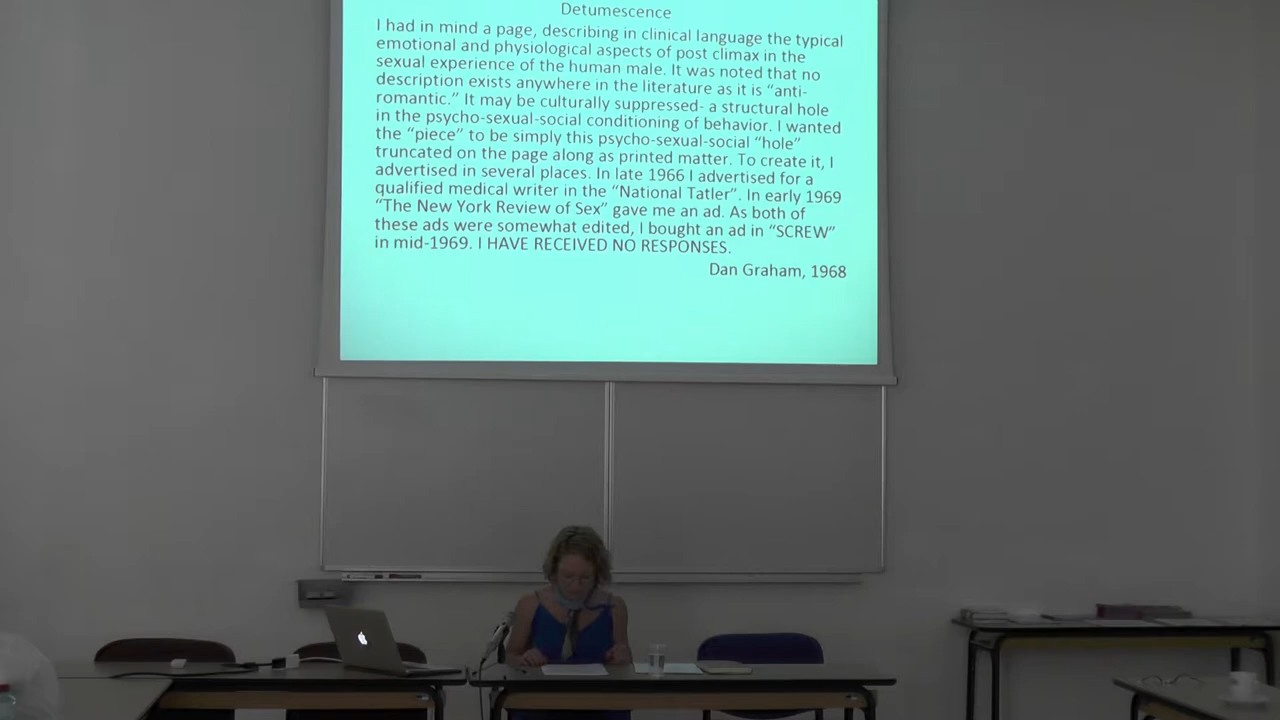 Detumescence
I had in mind a page, describing in clinical language the typical
emotional and physiological aspects of post climax in the
sexual experience of the human male. It was noted that no
description exists anywhere in the literature as it is “anti-
romantic.” It may be culturally suppressed- a structural hole
in the psycho-sexual-social conditioning of behavior. I wanted
the “piece” to be simply this psycho-sexual-social “hole”
truncated on the page along as printed matter. To create it, I
advertised in several places. In late 1966 I advertised for a
qualified medical writer in the “National Tatler”. In early 1969
“The New York Review of Sex” gave me an ad. As both of
these ads were somewhat edited, I bought an ad in “SCREW”
in mid-1969. I HAVE RECEIVED NO RESPONSES.
Dan Graham, 1968